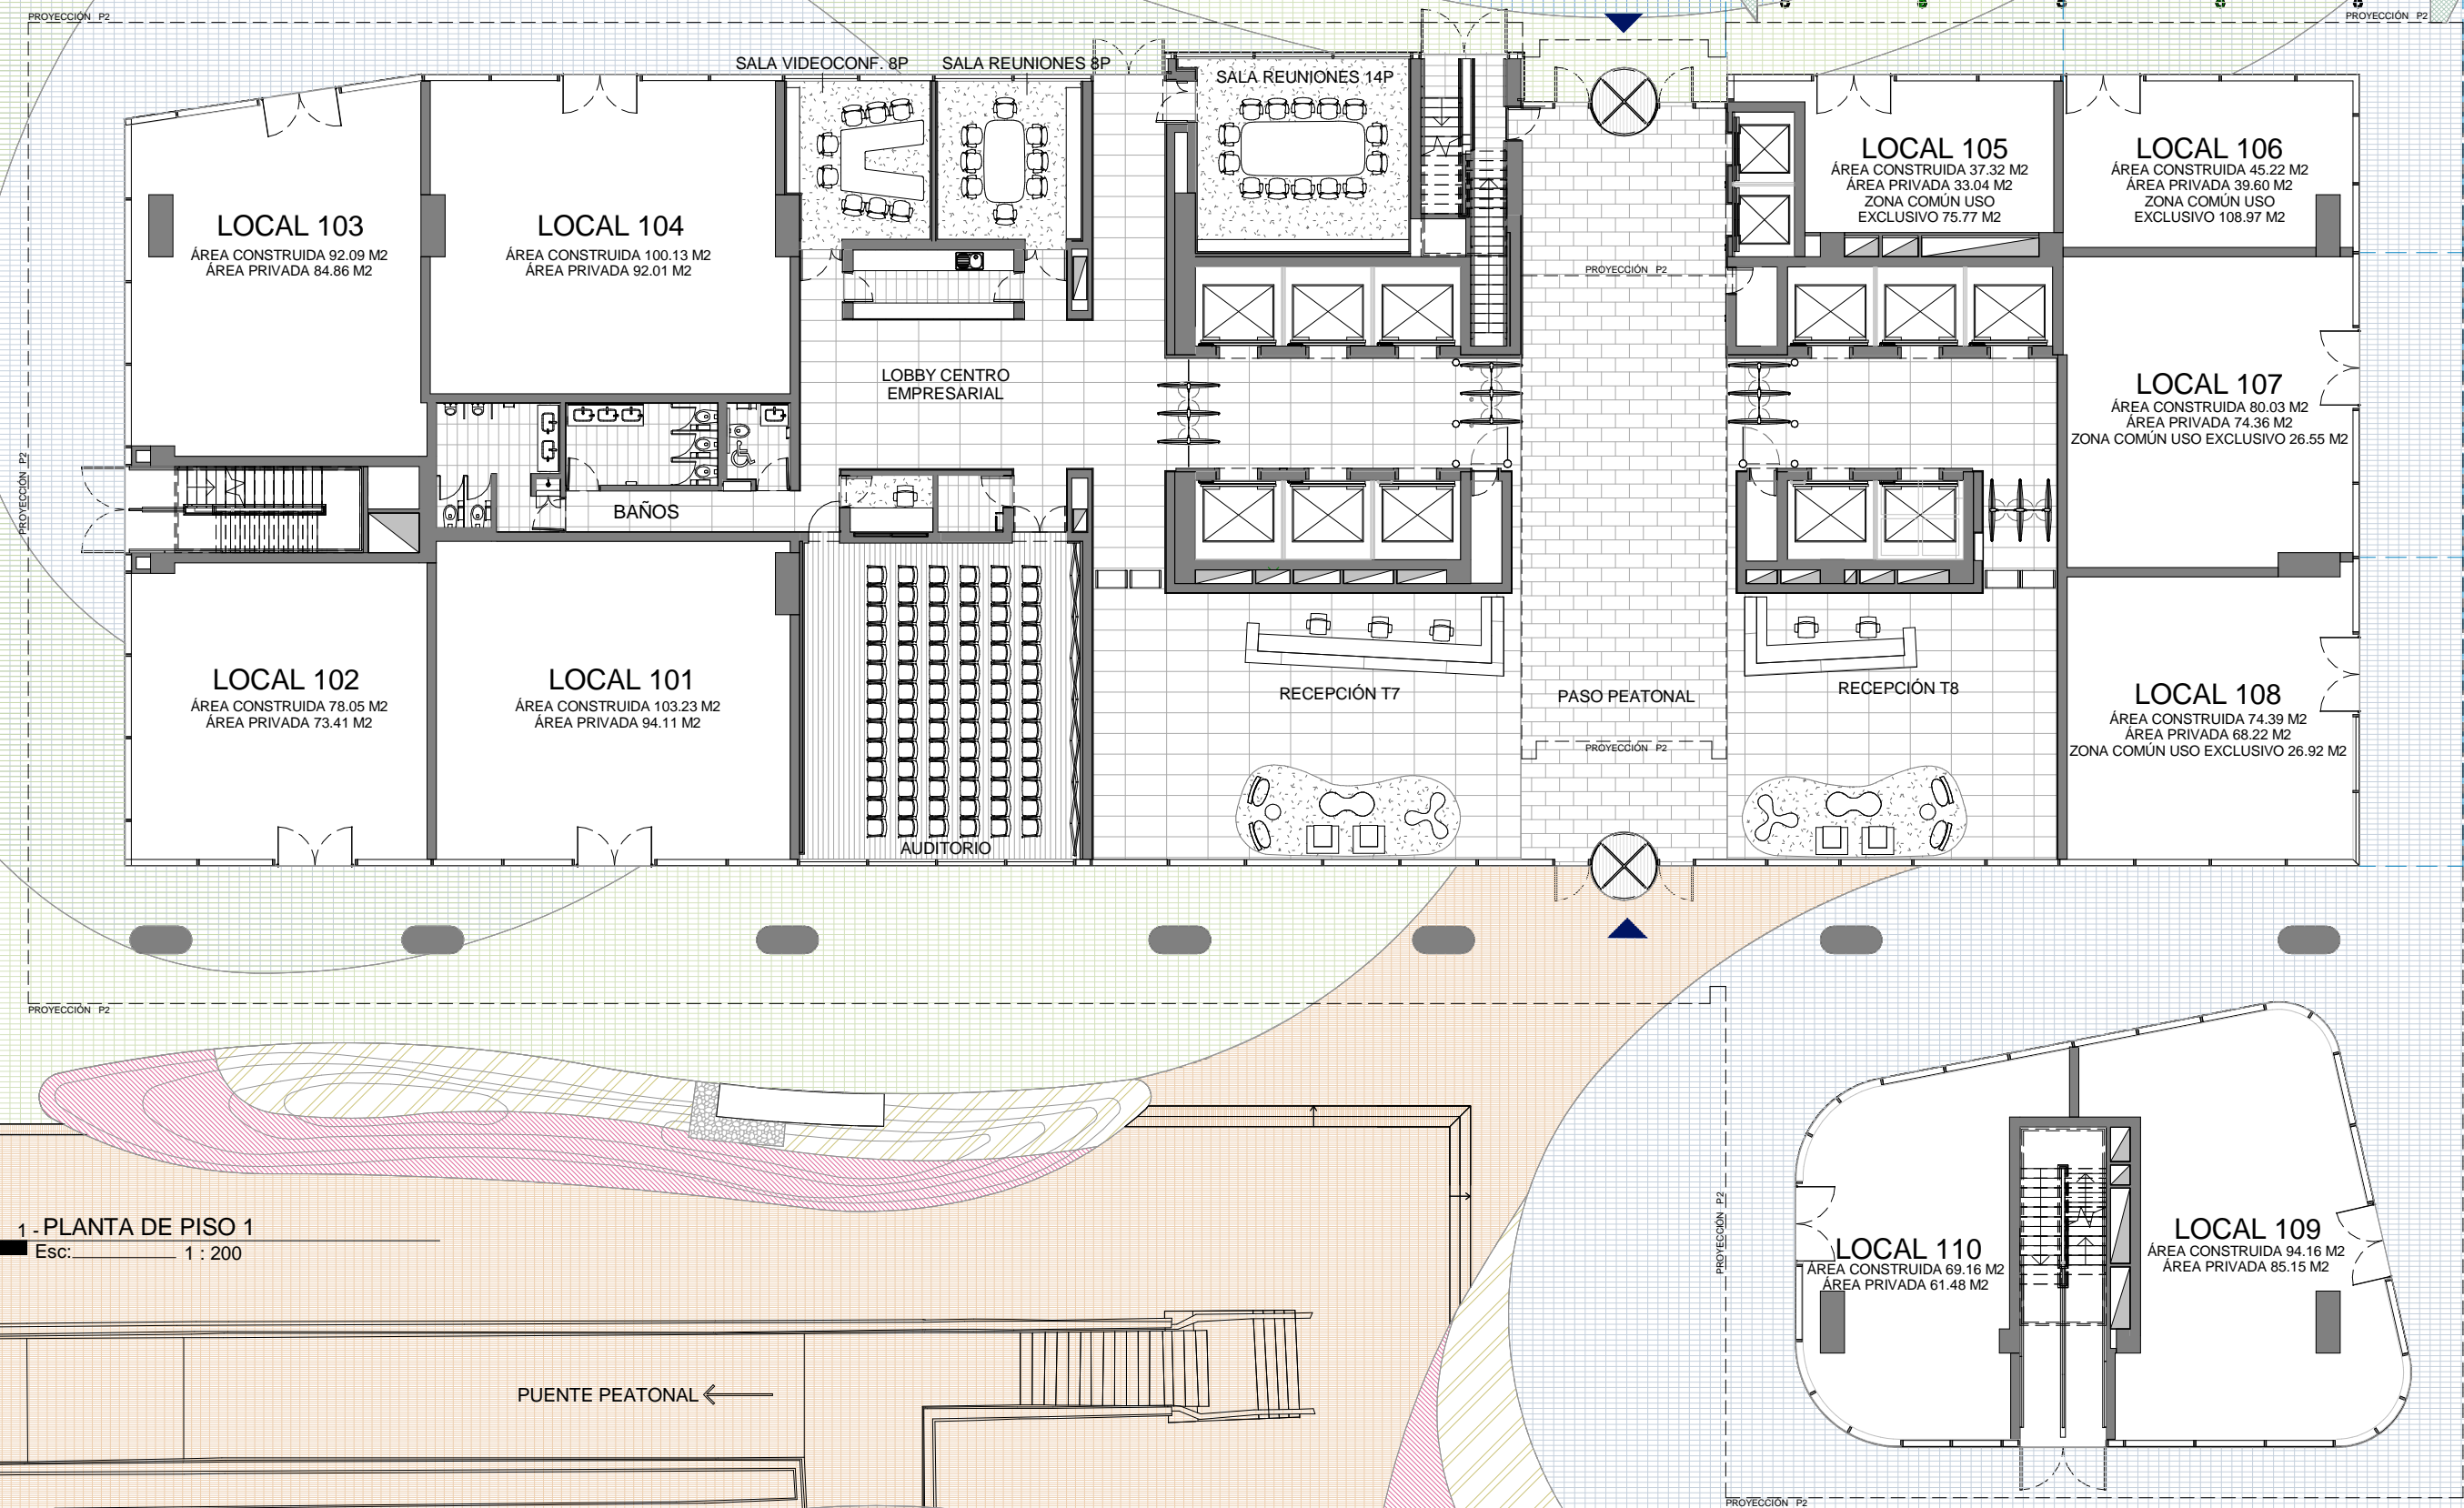 PROYECCIÓN P2
PROYECCIÓN P2
SALA VIDEOCONF. 8P
SALA REUNIONES 8P
SALA REUNIONES 14P
LOCAL 103
ÁREA CONSTRUIDA 92.09 M2
ÁREA PRIVADA 84.86 M2
LOCAL 104
ÁREA CONSTRUIDA 100.13 M2
ÁREA PRIVADA 92.01 M2
LOCAL 105
ÁREA CONSTRUIDA 37.32 M2
ÁREA PRIVADA 33.04 M2
ZONA COMÚN USO
EXCLUSIVO 75.77 M2
LOCAL 106
ÁREA CONSTRUIDA 45.22 M2
ÁREA PRIVADA 39.60 M2
ZONA COMÚN USO
EXCLUSIVO 108.97 M2
PROYECCIÓN P2
LOBBY CENTRO
EMPRESARIAL
LOCAL 107
ÁREA CONSTRUIDA 80.03 M2
ÁREA PRIVADA 74.36 M2
ZONA COMÚN USO EXCLUSIVO 26.55 M2
PROYECCIÓN P2
BAÑOS
LOCAL 102
ÁREA CONSTRUIDA 78.05 M2
ÁREA PRIVADA 73.41 M2
LOCAL 101
ÁREA CONSTRUIDA 103.23 M2
ÁREA PRIVADA 94.11 M2
RECEPCIÓN T7
PASO PEATONAL
RECEPCIÓN T8
LOCAL 108
ÁREA CONSTRUIDA 74.39 M2
ÁREA PRIVADA 68.22 M2
ZONA COMÚN USO EXCLUSIVO 26.92 M2
PROYECCIÓN P2
AUDITORIO
PROYECCIÓN P2
1 - PLANTA DE PISO 1
Esc: 1 : 200
PROYECCIÓN P2
LOCAL 110
ÁREA CONSTRUIDA 69.16 M2
ÁREA PRIVADA 61.48 M2
LOCAL 109
ÁREA CONSTRUIDA 94.16 M2
ÁREA PRIVADA 85.15 M2
PUENTE PEATONAL
PROYECCIÓN P2